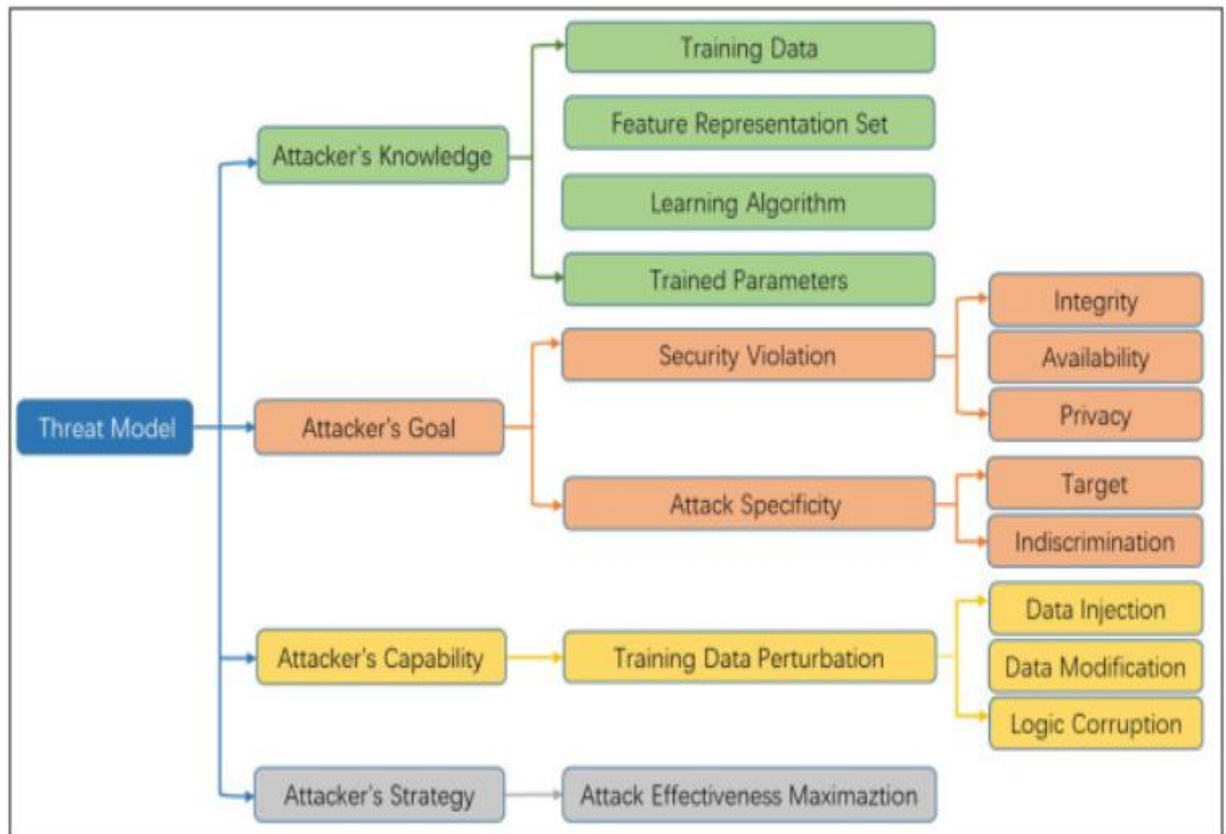 Threat Model
Attacker's Knowledge
Training Data
Feature Representation Set
Learning Algorithm
Trained Parameters
Attacker's Goal
Security Violation
Integrity
Availability
Privacy
Attack Specificity
Target
Indiscrimination
Attacker's Capability
Training Data Perturbation
Data Injection
Data Modification
Logic Corruption
Attacker's Strategy
Attack Effectiveness Maximaztion